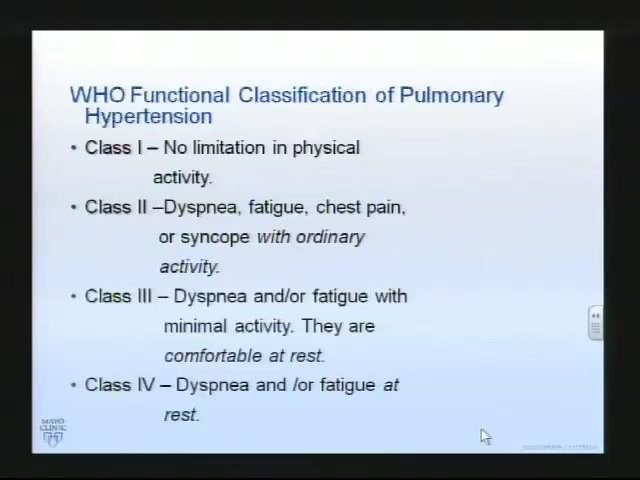 WHO Functional Classification of Pulmonary
Hypertension
• Class I – No limitation in physical
activity.
• Class II –Dyspnea, fatigue, chest pain,
or syncope with ordinary
activity.
• Class III – Dyspnea and/or fatigue with
minimal activity. They are
comfortable at rest.
• Class IV – Dyspnea and /or fatigue at
rest.
MAYO
CLINIC